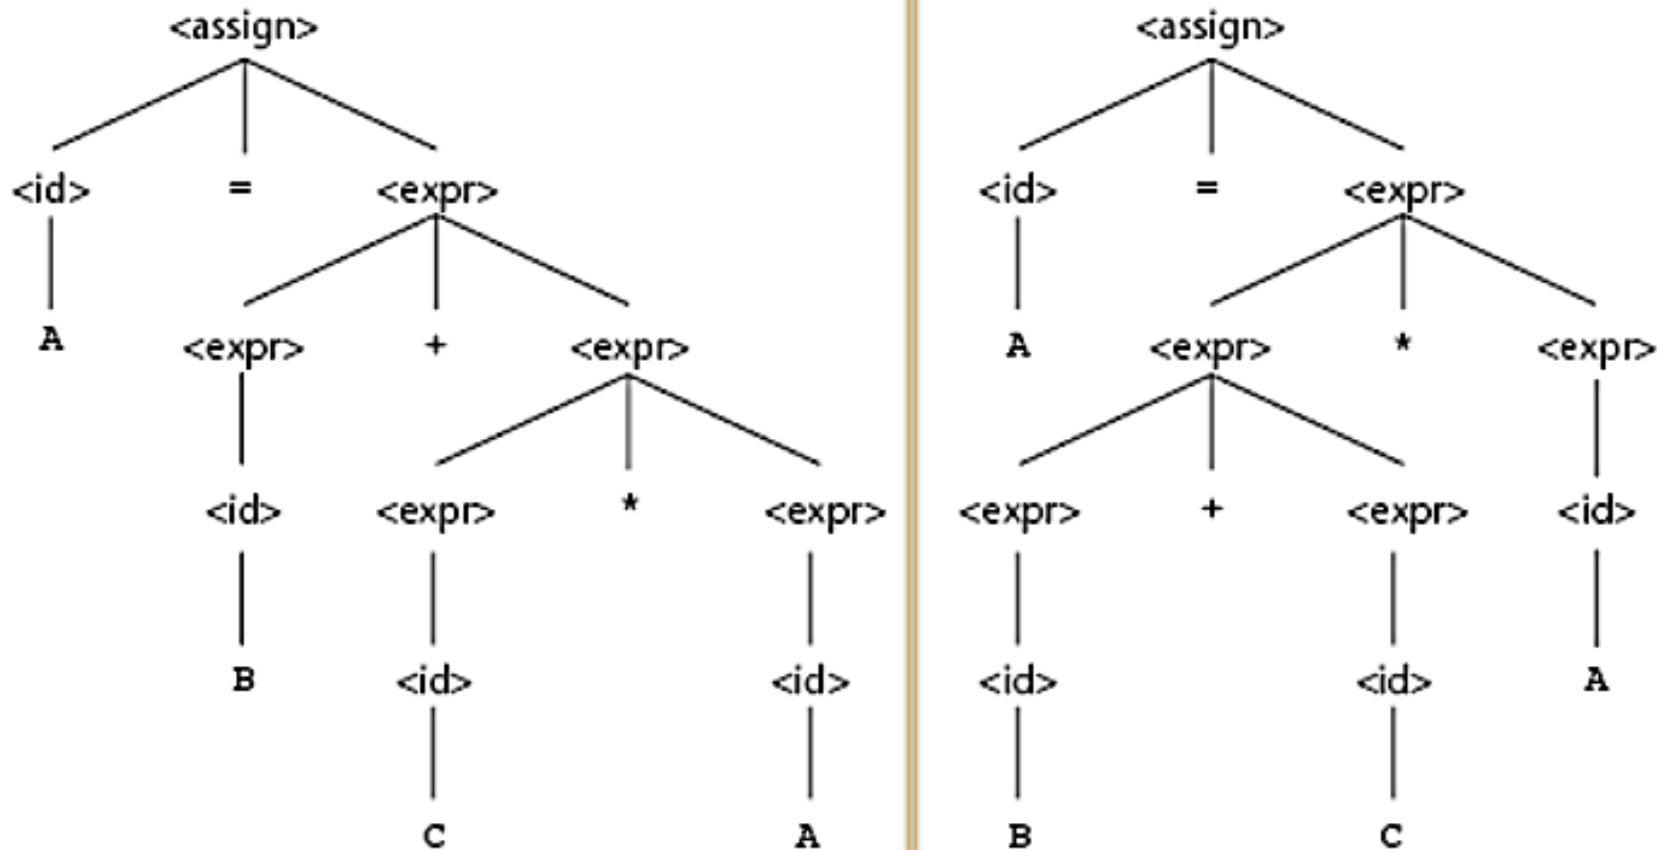 <assign> <assign>
<id> = <expr> <id> = <expr>
A <expr> + <expr> A <expr> * <expr>
<id> <expr> * <expr> <expr> + <expr> <id>
B <id> <id> <id> <id> A
C A B C